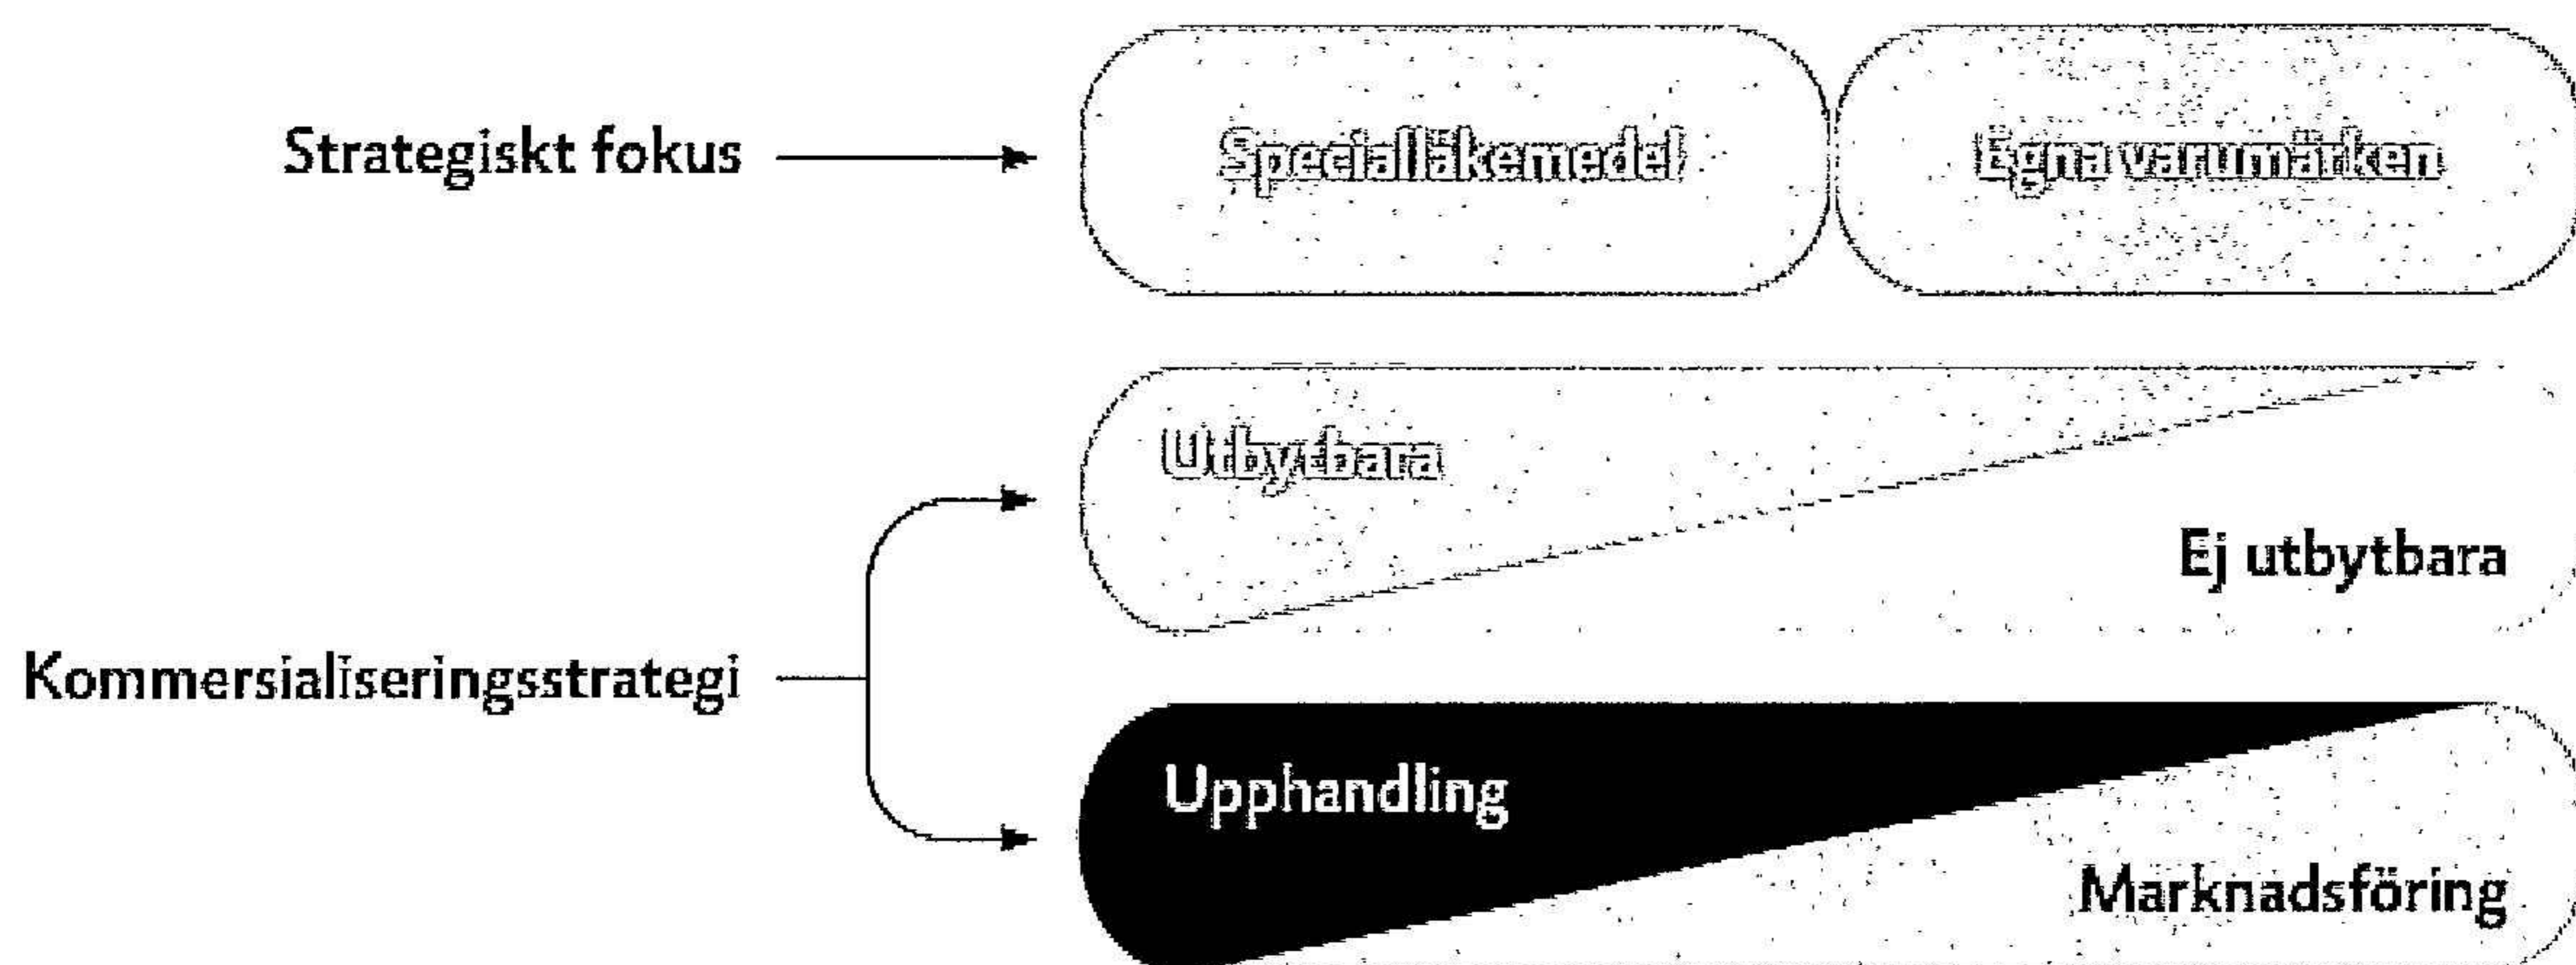 Strategiskt fokus
Specialläkemedel
Egna varumärken
Utbytbara
Ej utbytbara
Kommersialiseringsstrategi
Upphandling
Marknadsföring